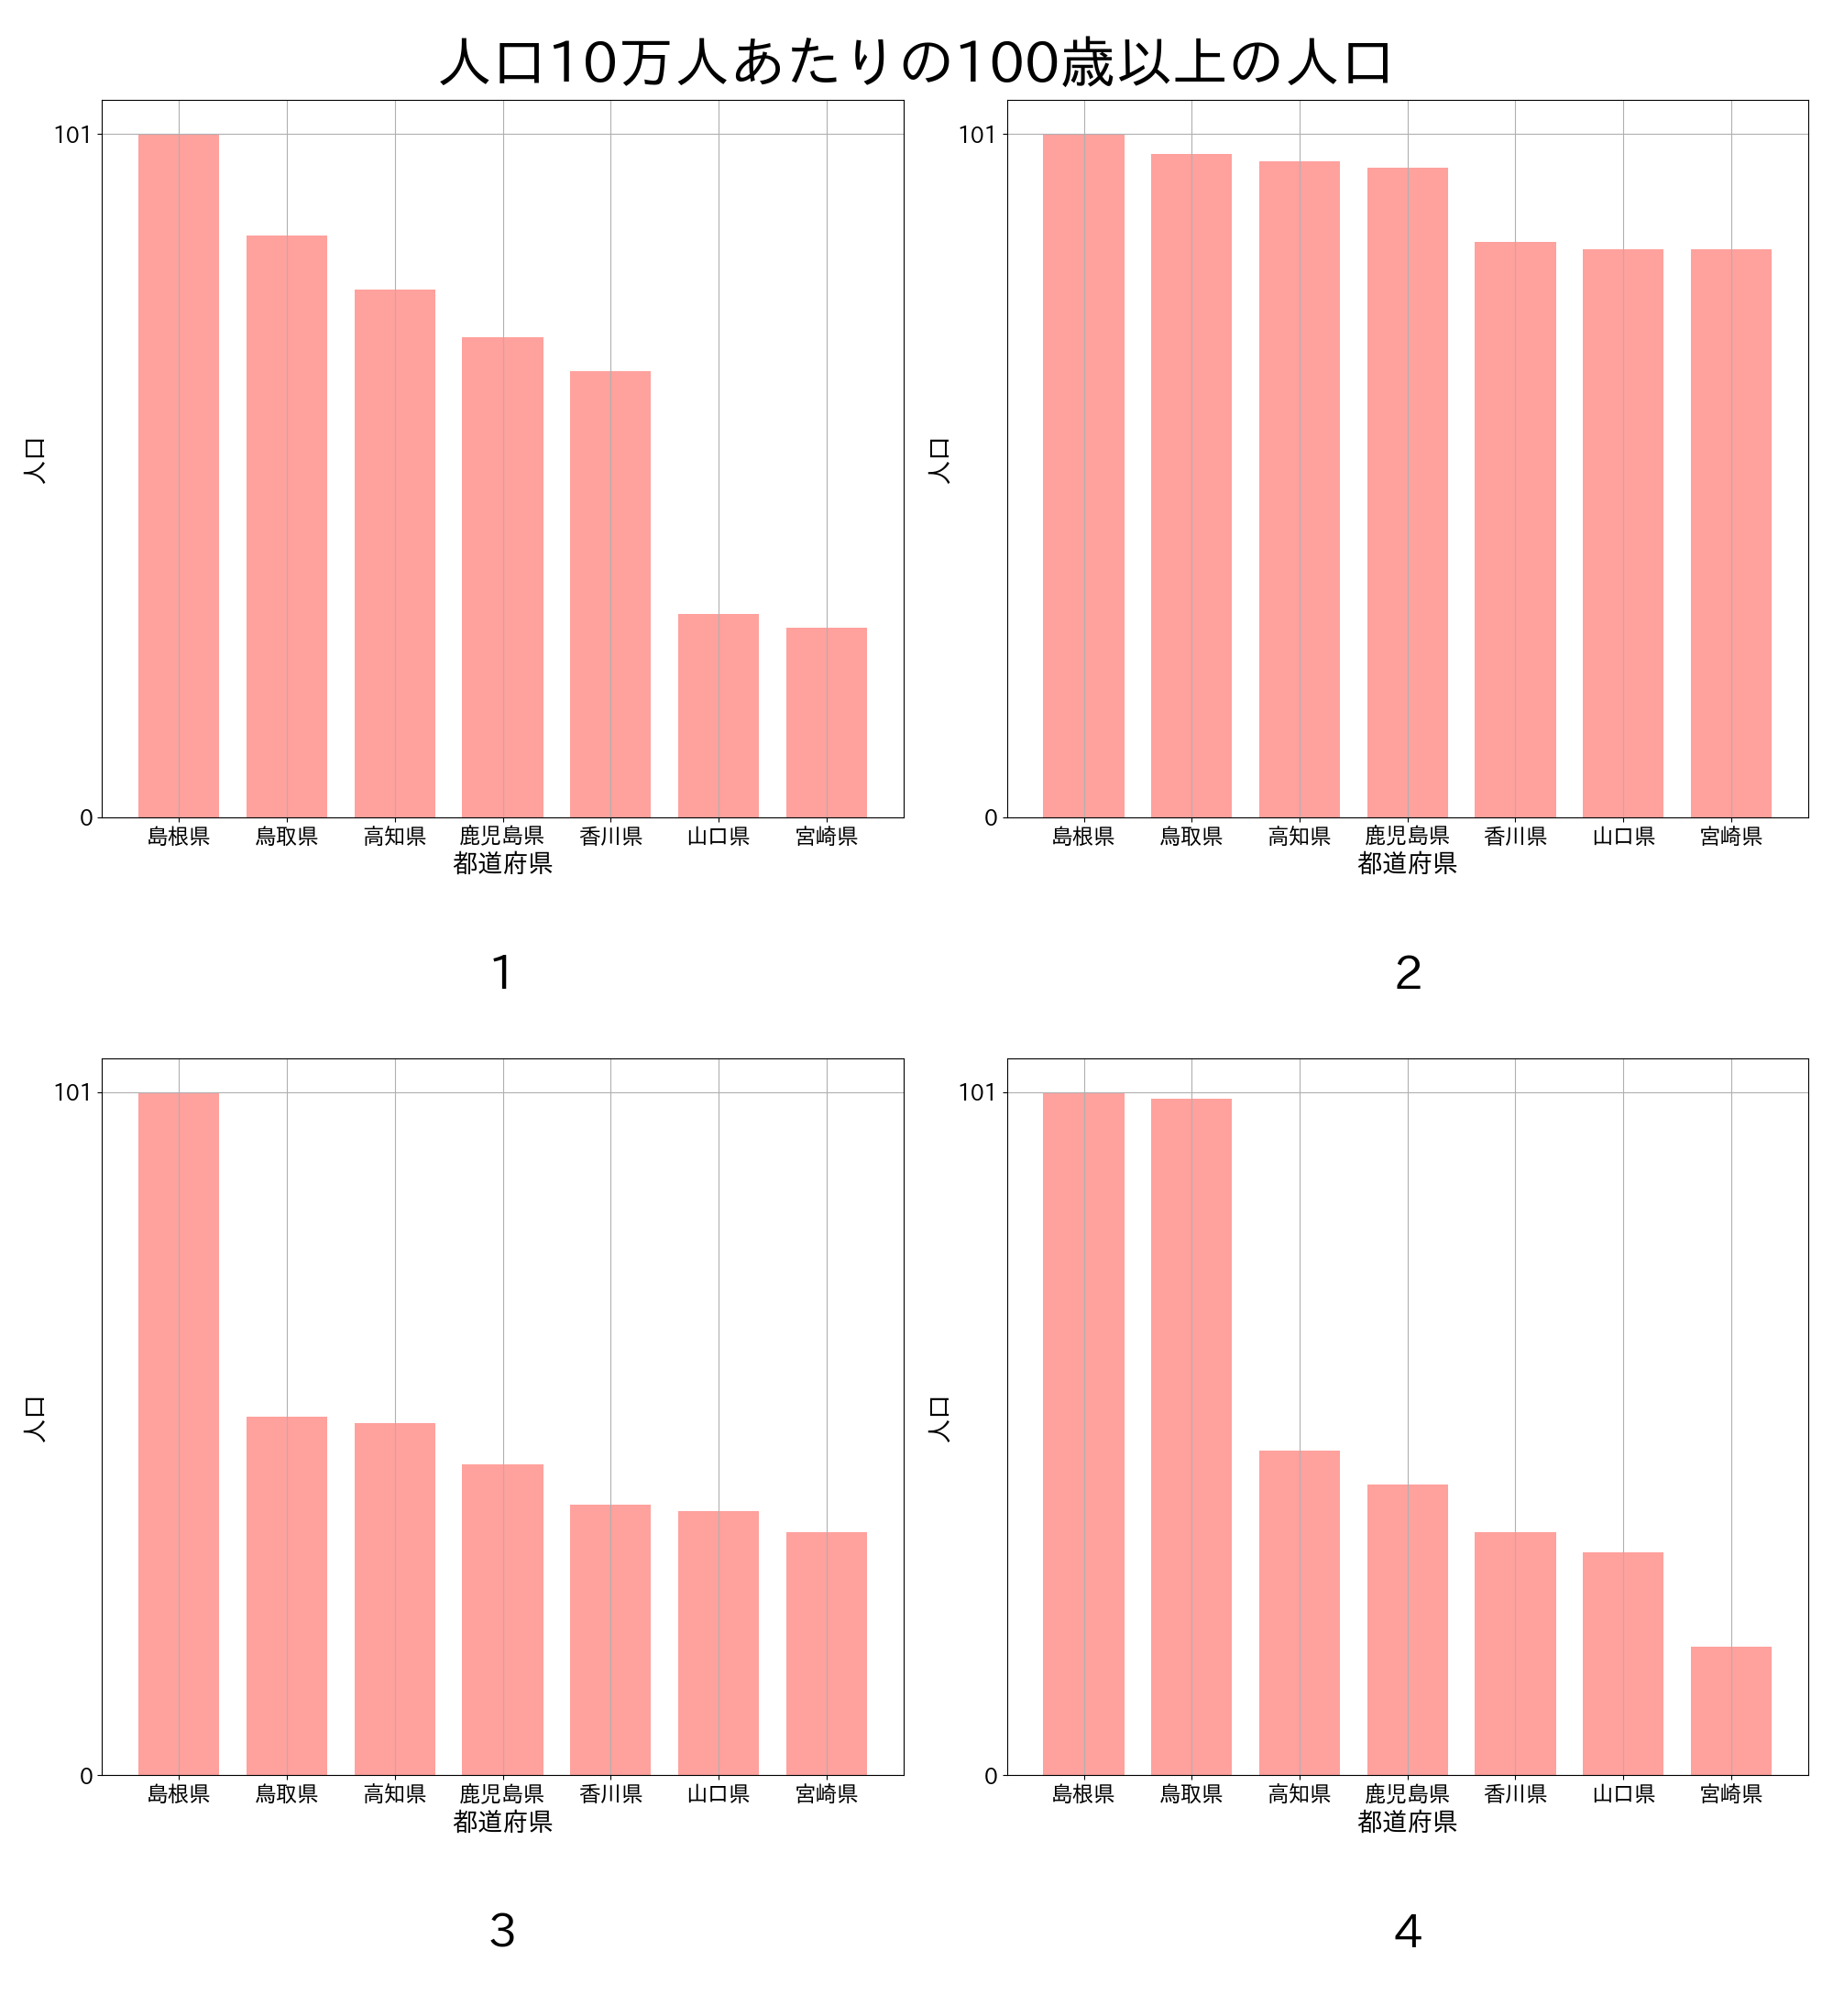 人口10万人あたりの100歳以上の人口
101
人口
0
島根県 鳥取県 高知県 鹿児島県 香川県 山口県 宮崎県
都道府県
1
101
人口
0
島根県 鳥取県 高知県 鹿児島県 香川県 山口県 宮崎県
都道府県
2
101
人口
0
島根県 鳥取県 高知県 鹿児島県 香川県 山口県 宮崎県
都道府県
3
101
人口
0
島根県 鳥取県 高知県 鹿児島県 香川県 山口県 宮崎県
都道府県
4